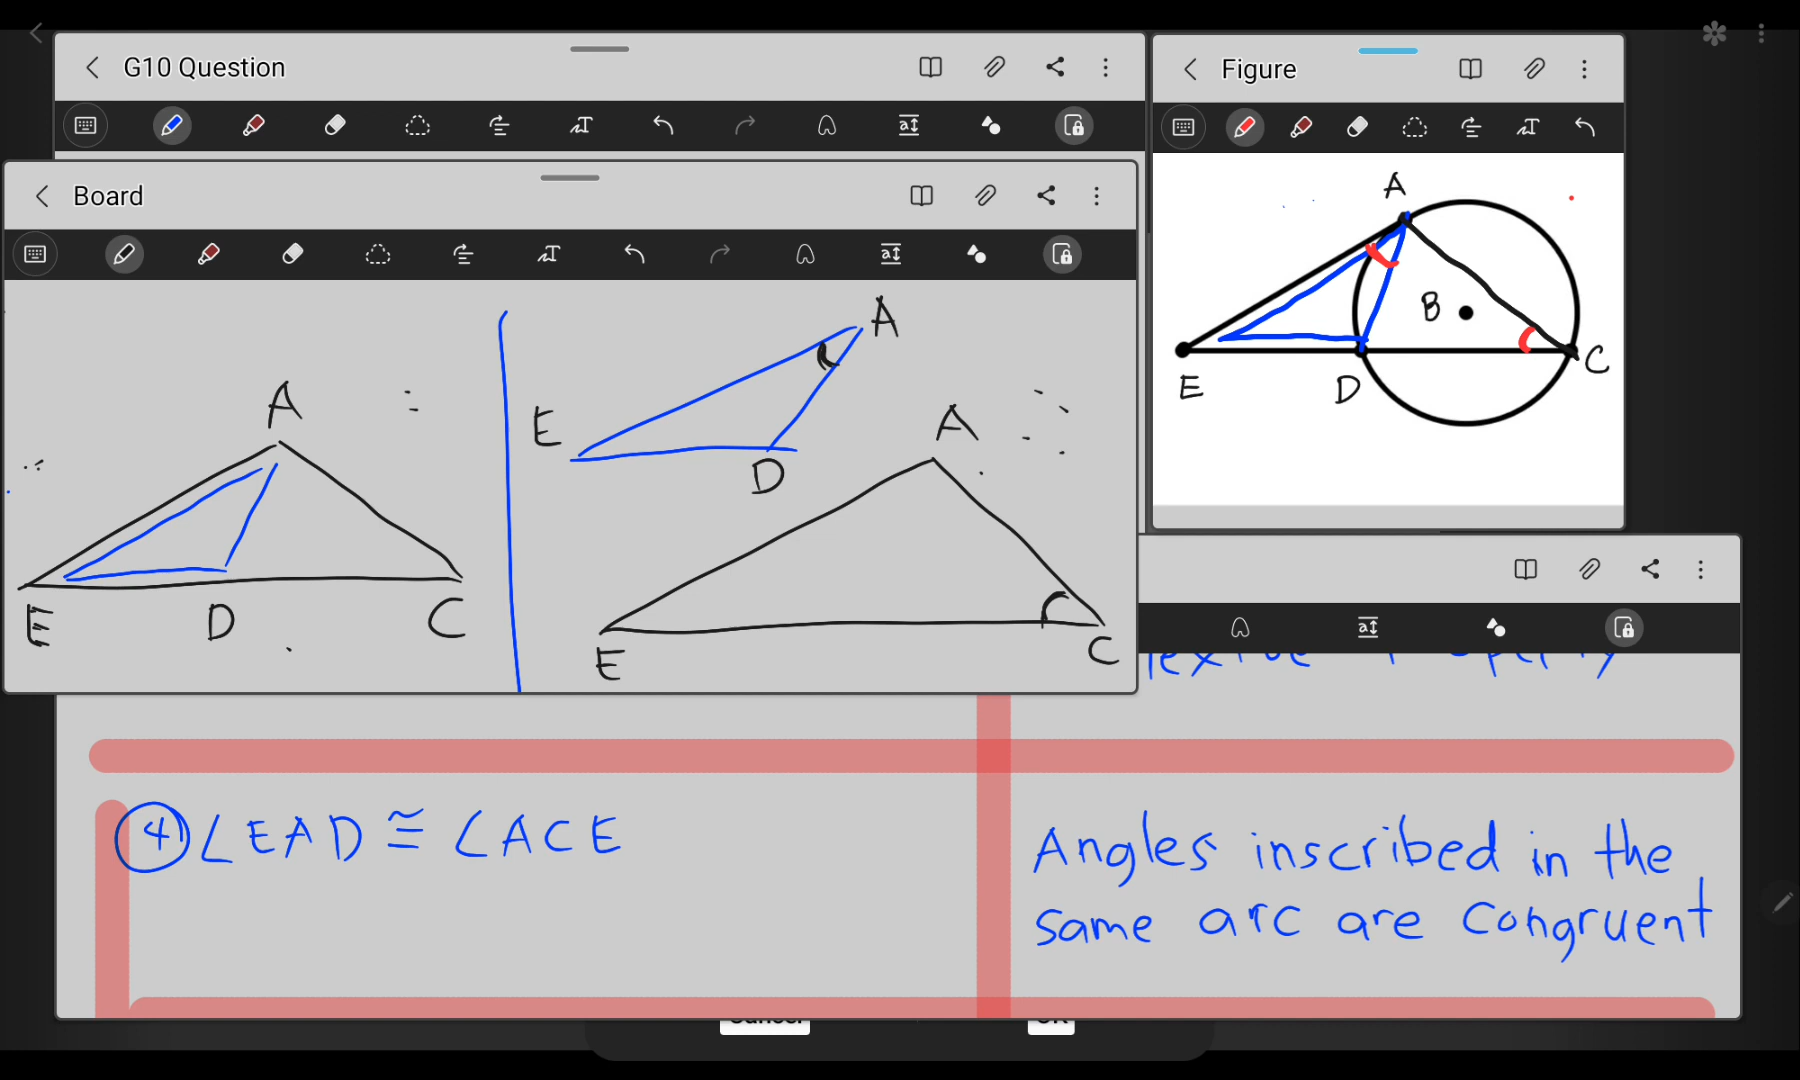 G10 Question
Figure
Board
A
B
C
D
E
A
E
D
C
A
E
D
A
E
C
④ ∠EAD ≅ ∠ACE
Angles inscribed in the
same arc are congruent